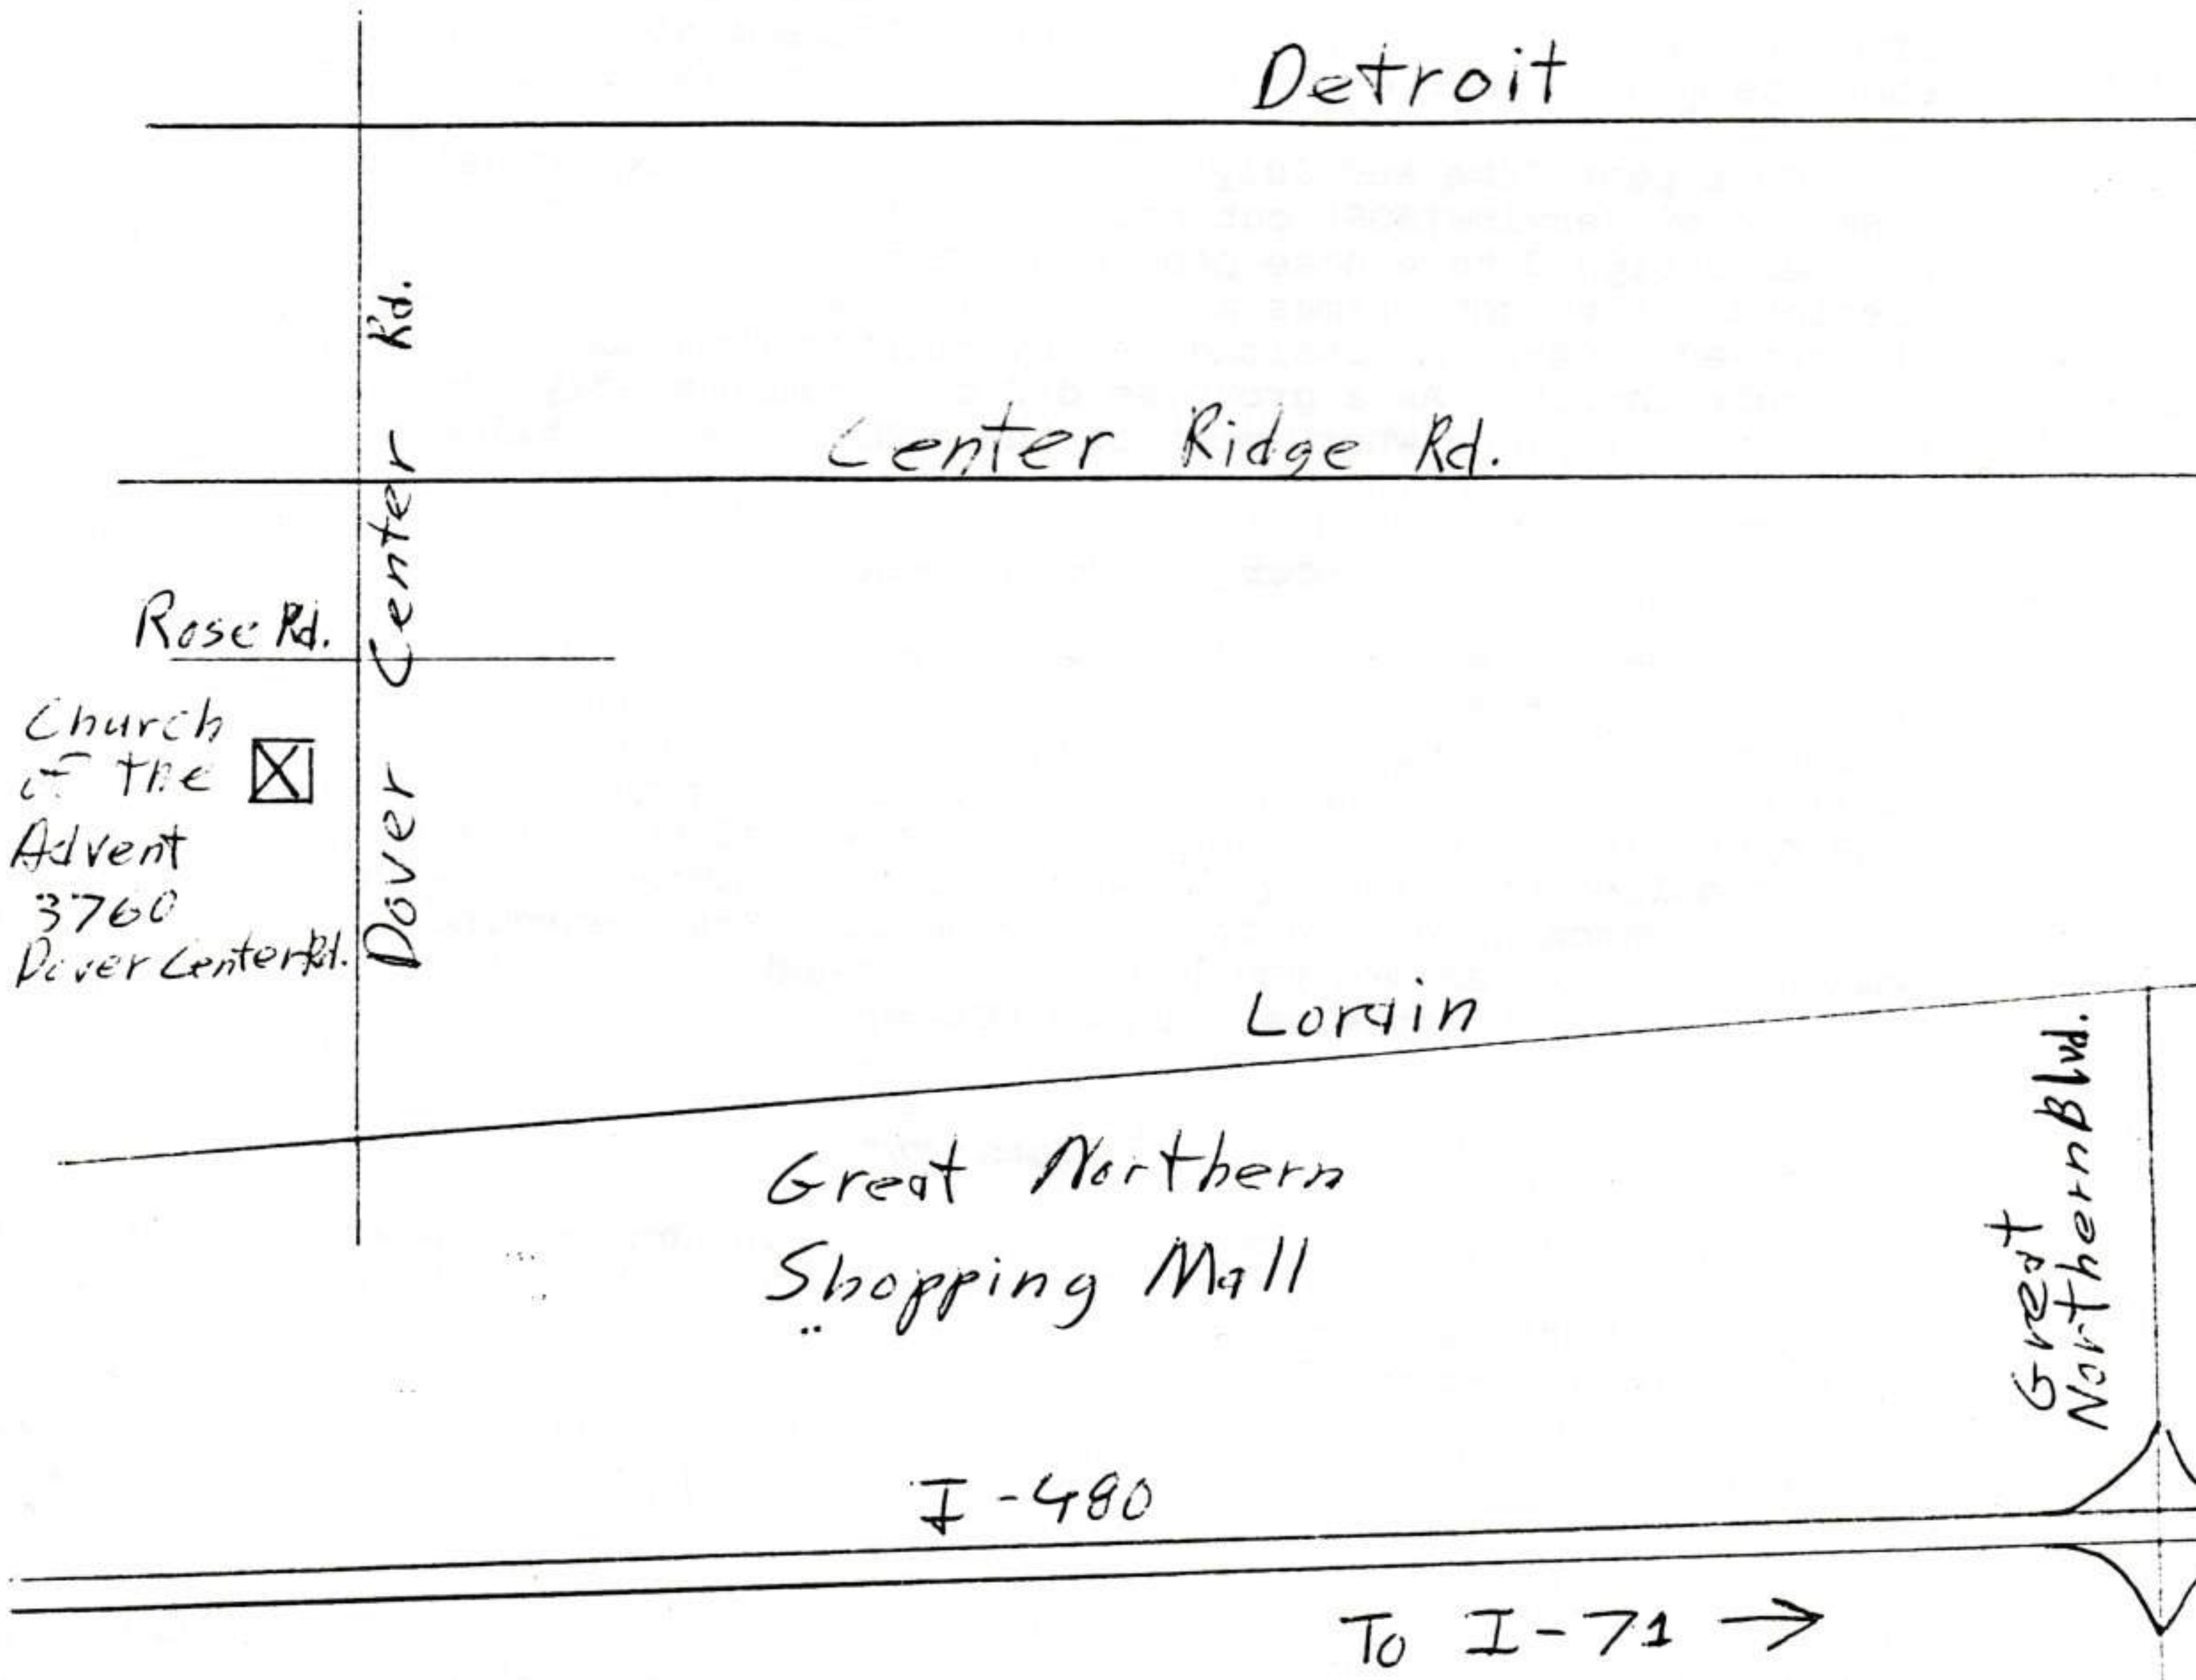 Detroit
Dover Center Rd.
Center Ridge Rd.
Rose Rd.
Church
of the
Advent
3760
Dover Center Rd.
Lorain
Great Northern
Shopping Mall
Great
Northern Blvd.
I-480
To I-71 →